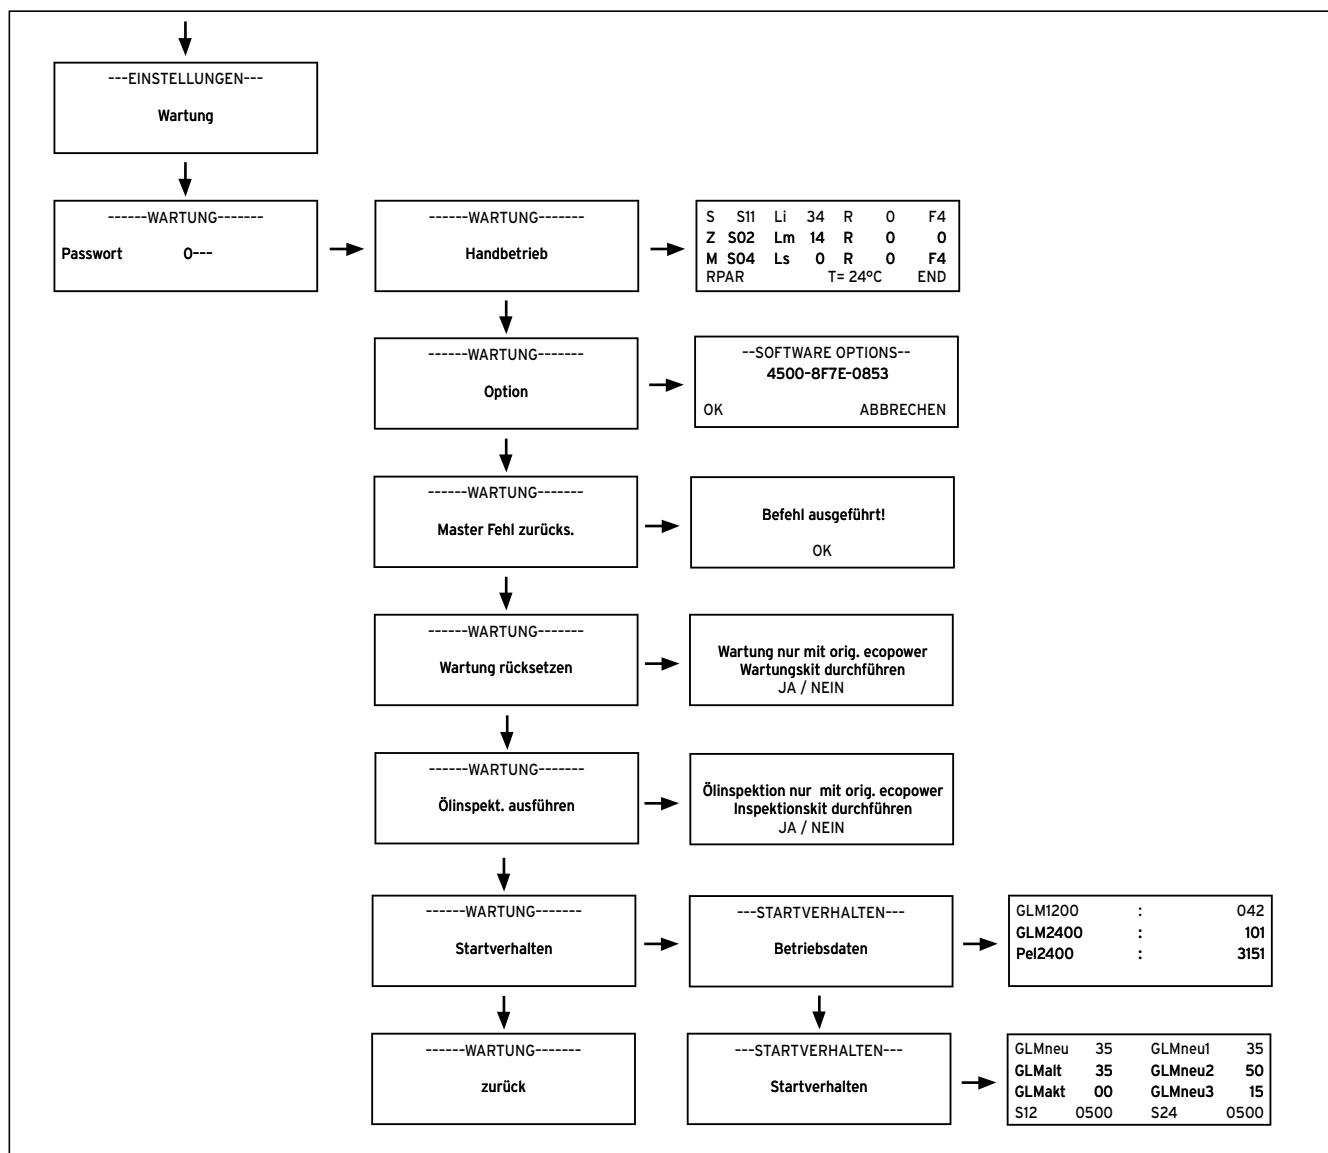 ---EINSTELLUNGEN---
Wartung
------WARTUNG-------
Passwort 0---
------WARTUNG-------
Handbetrieb
S S11 Li 34 R 0 F4
Z S02 Lm 14 R 0 0
M S04 Ls 0 R 0 F4
RPAR T= 24°C END
------WARTUNG-------
Option
--SOFTWARE OPTIONS--
4500-8F7E-0853
OK ABBRECHEN
------WARTUNG-------
Master Fehl zurücks.
Befehl ausgeführt!
OK
------WARTUNG-------
Wartung rücksetzen
Wartung nur mit orig. ecopower
Wartungskit durchführen
JA / NEIN
------WARTUNG-------
Ölinspekt. ausführen
Ölinspektion nur mit orig. ecopower
Inspektionskit durchführen
JA / NEIN
------WARTUNG-------
Startverhalten
---STARTVERHALTEN---
Betriebsdaten
GLM1200 : 042
GLM2400 : 101
Pel2400 : 3151
------WARTUNG-------
zurück
---STARTVERHALTEN---
Startverhalten
GLMneu 35 GLMneu1 35
GLMalt 35 GLMneu2 50
GLMakt 00 GLMneu3 15
S12 0500 S24 0500